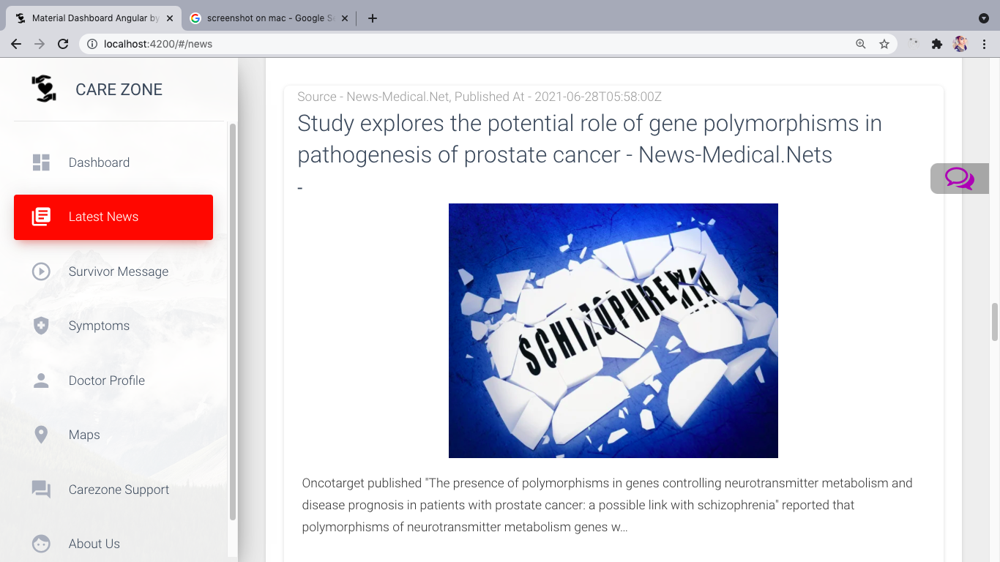 Material Dashboard Angular by
screenshot on mac - Google S
localhost:4200/#/news
CARE ZONE
Dashboard
Latest News
Survivor Message
Symptoms
Doctor Profile
Maps
Carezone Support
About Us
Source - News-Medical.Net, Published At - 2021-06-28T05:58:00Z
Study explores the potential role of gene polymorphisms in
pathogenesis of prostate cancer - News-Medical.Nets
-
SCHIZOPHRENIA
Oncotarget published "The presence of polymorphisms in genes controlling neurotransmitter metabolism and
disease prognosis in patients with prostate cancer: a possible link with schizophrenia" reported that
polymorphisms of neurotransmitter metabolism genes w...